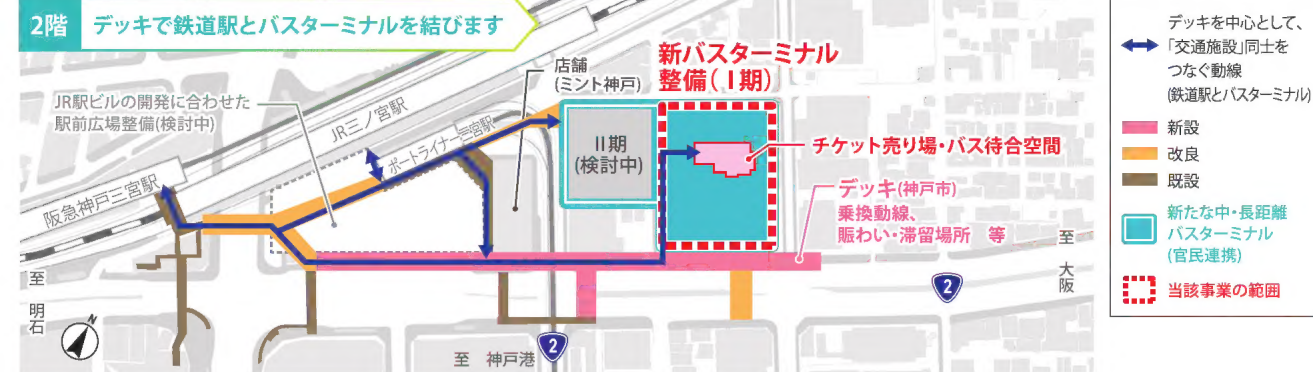 2階 デッキで鉄道駅とバスターミナルを結びます
JR駅ビルの開発に合わせた
駅前広場整備(検討中)
JR三ノ宮駅
ポートライナー三宮駅
阪急神戸三宮駅
店舗
(ミント神戸)
新バスターミナル
整備(Ⅰ期)
Ⅱ期
(検討中)
チケット売り場・バス待合空間
デッキ(神戸市)
乗換動線、
賑わい・滞留場所 等
至
大阪
至
明石
N
2
至 神戸港
2
デッキを中心として、
「交通施設」同士を
つなぐ動線
(鉄道駅とバスターミナル)
新設
改良
既設
新たな中・長距離
バスターミナル
(官民連携)
当該事業の範囲